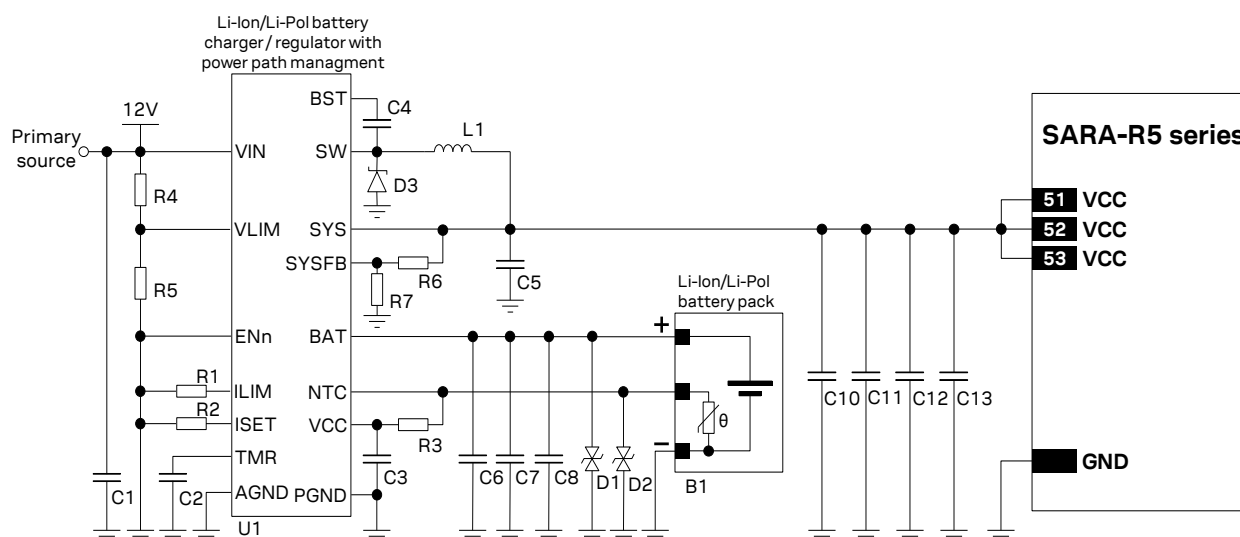 Li-Ion/Li-Pol battery
charger / regulator with
power path managment
12V
Primary
source
BST
C4
L1
VIN
SW
D3
R4
VLIM
SYS
SYSFB
R6
R7
C5
R5
ENn
BAT
Li-Ion/Li-Pol
battery pack
+
R1
ILIM
NTC
R2
ISET
VCC
R3
θ
–
TMR
C1
C2
AGND
PGND
C3
C6
C7
C8
D1
D2
B1
U1
C10
C11
C12
C13
SARA-R5 series
51 VCC
52 VCC
53 VCC
GND